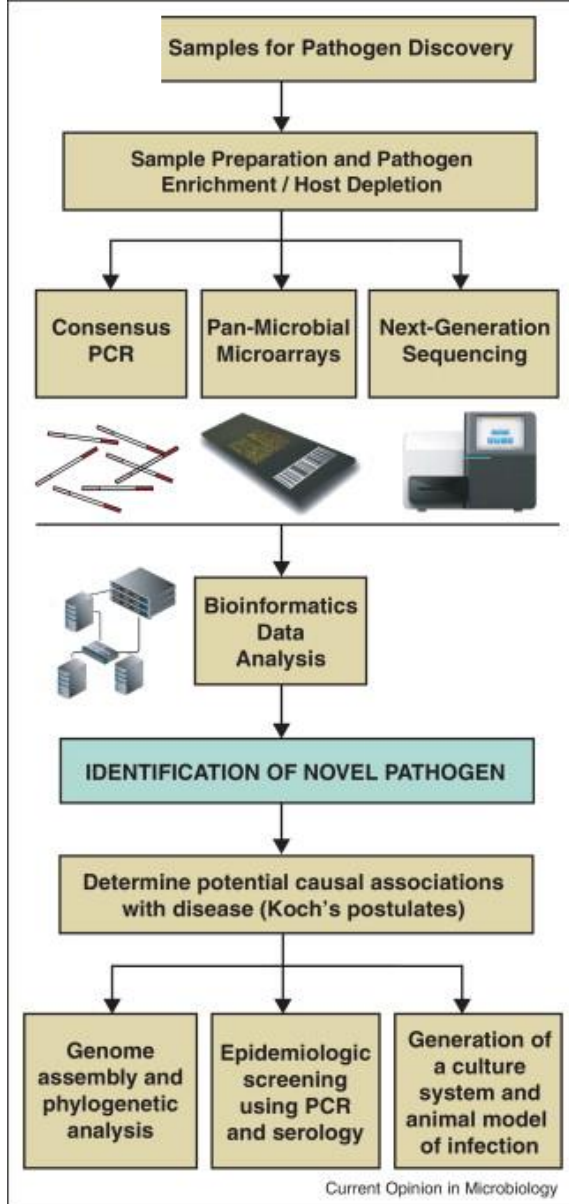 Samples for Pathogen Discovery
Sample Preparation and Pathogen
Enrichment / Host Depletion
Consensus
PCR
Pan-Microbial
Microarrays
Next-Generation
Sequencing
Bioinformatics
Data
Analysis
IDENTIFICATION OF NOVEL PATHOGEN
Determine potential causal associations
with disease (Koch's postulates)
Genome
assembly and
phylogenetic
analysis
Epidemiologic
screening
using PCR
and serology
Generation of
a culture
system and
animal model
of infection
Current Opinion in Microbiology